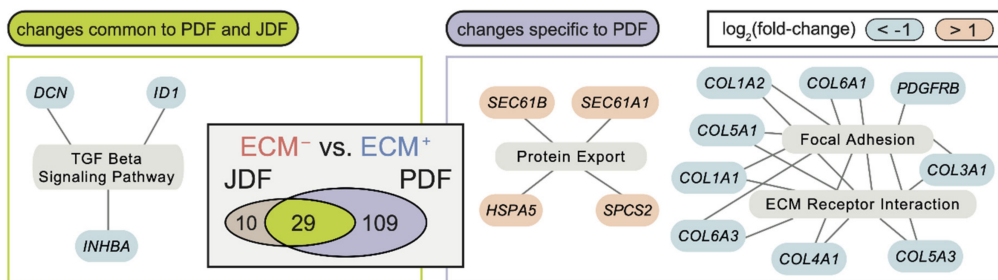 changes common to PDF and JDF
changes specific to PDF
log₂(fold-change) < -1 > 1
DCN
ID1
TGF Beta
Signaling Pathway
INHBA
ECM⁻ vs. ECM⁺
JDF PDF
10 29 109
SEC61B
SEC61A1
Protein Export
HSPA5
SPCS2
COL1A2
COL6A1
PDGFRB
COL5A1
Focal Adhesion
COL1A1
COL3A1
ECM Receptor Interaction
COL6A3
COL4A1
COL5A3